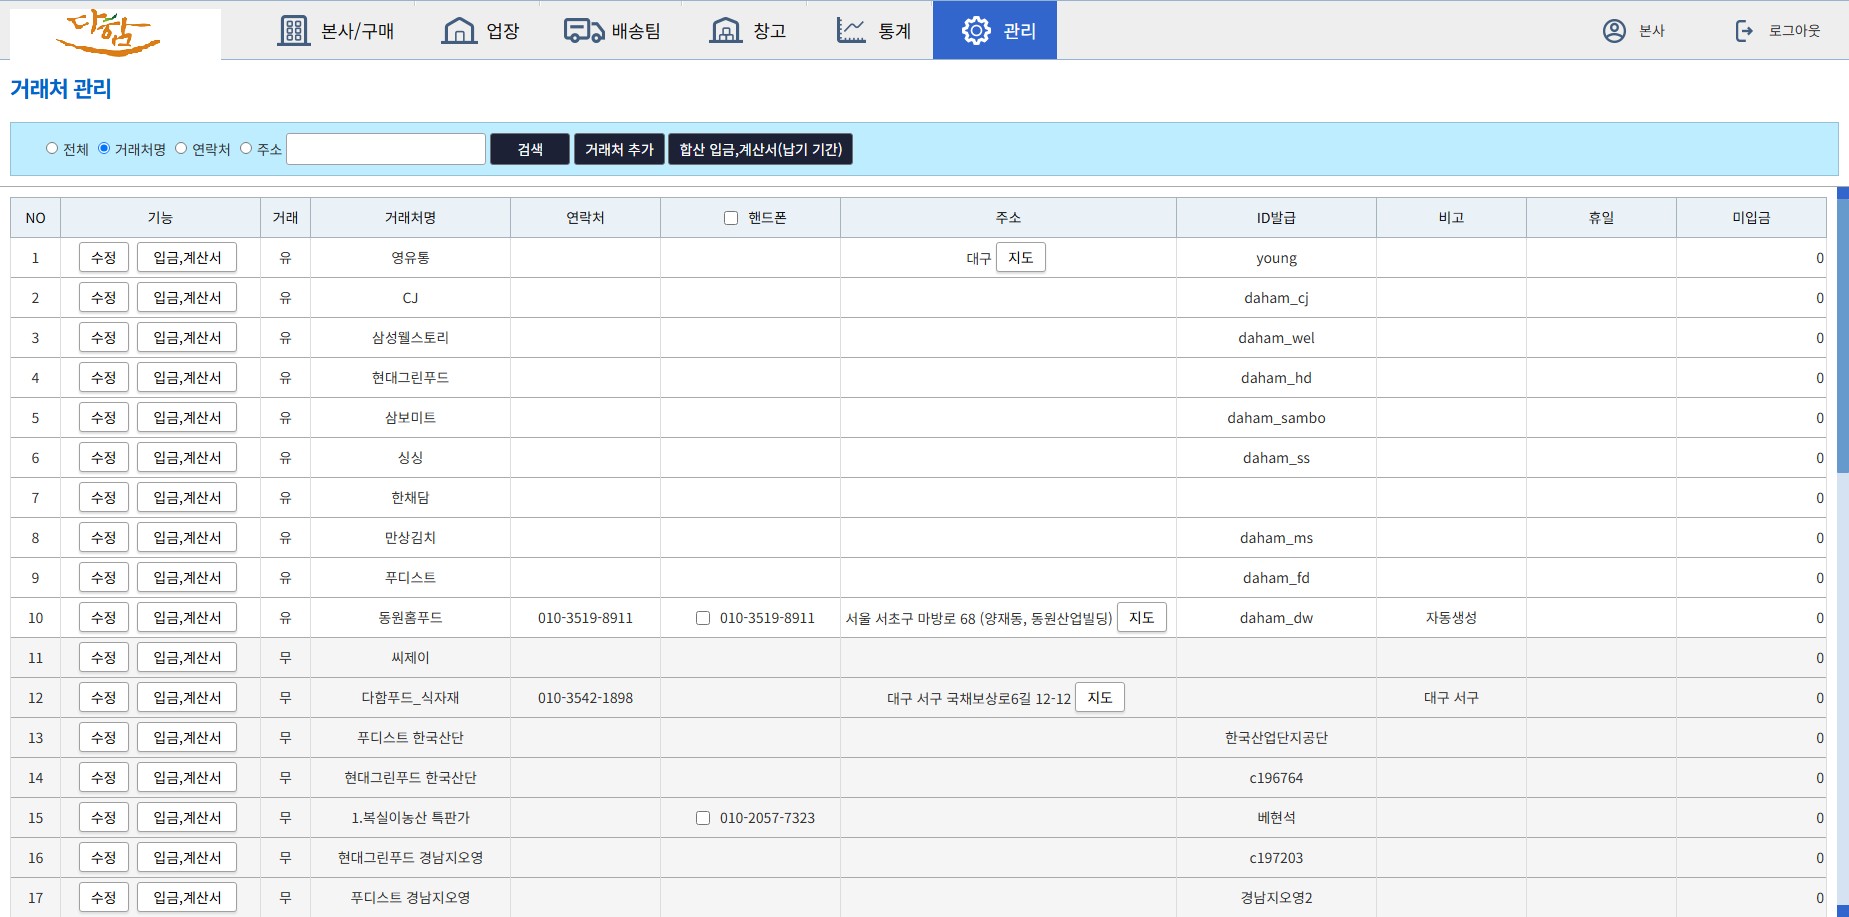 다함
본사/구매 업장 배송팀 창고 통계 관리 본사 로그아웃
거래처 관리
전체 거래처명 연락처 주소 검색 거래처 추가 합산 입금,계산서(납기 기간)
NO 기능 거래 거래처명 연락처 핸드폰 주소 ID발급 비고 휴일 미입금
1 수정 입금,계산서 유 영유통 대구 지도 young 0
2 수정 입금,계산서 유 CJ daham_cj 0
3 수정 입금,계산서 유 삼성웰스토리 daham_wel 0
4 수정 입금,계산서 유 현대그린푸드 daham_hd 0
5 수정 입금,계산서 유 삼보미트 daham_sambo 0
6 수정 입금,계산서 유 싱싱 daham_ss 0
7 수정 입금,계산서 유 한채담 0
8 수정 입금,계산서 유 만상김치 daham_ms 0
9 수정 입금,계산서 유 푸디스트 daham_fd 0
10 수정 입금,계산서 유 동원홈푸드 010-3519-8911 010-3519-8911 서울 서초구 마방로 68 (양재동, 동원산업빌딩) 지도 daham_dw 자동생성 0
11 수정 입금,계산서 무 씨제이 0
12 수정 입금,계산서 무 다함푸드_식자재 010-3542-1898 대구 서구 국채보상로6길 12-12 지도 대구 서구 0
13 수정 입금,계산서 무 푸디스트 한국산단 한국산업단지공단 0
14 수정 입금,계산서 무 현대그린푸드 한국산단 c196764 0
15 수정 입금,계산서 무 1.복실이농산 특판가 010-2057-7323 베현석 0
16 수정 입금,계산서 무 현대그린푸드 경남지오영 c197203 0
17 수정 입금,계산서 무 푸디스트 경남지오영 경남지오영2 0